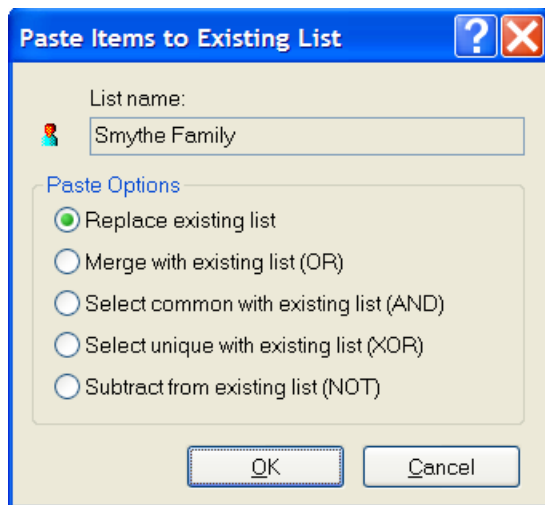 Paste Items to Existing List
?
List name:
Smythe Family
Paste Options
Replace existing list
Merge with existing list (OR)
Select common with existing list (AND)
Select unique with existing list (XOR)
Subtract from existing list (NOT)
OK
Cancel